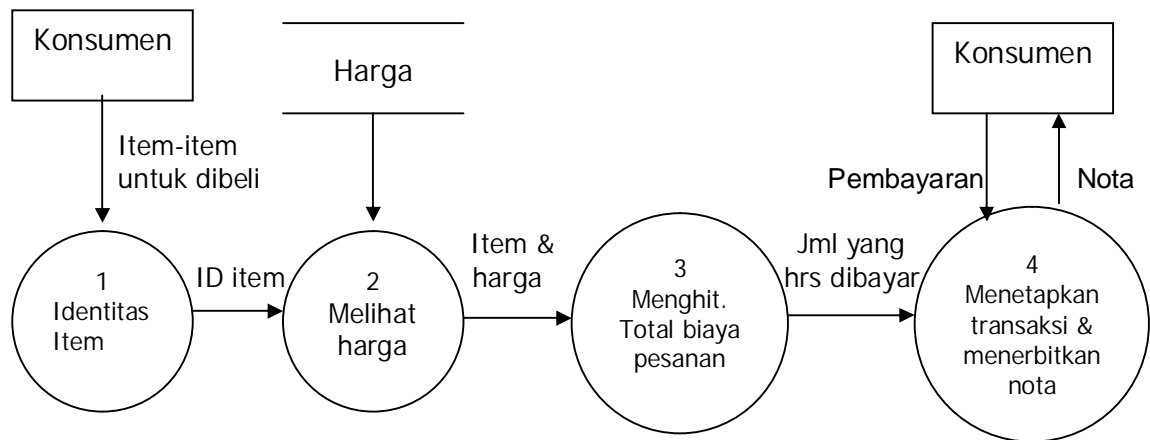 Konsumen
Harga
Konsumen
Item-item
untuk dibeli
Pembayaran
Nota
1
Identitas
Item
ID item
2
Melihat
harga
Item &
harga
3
Menghit.
Total biaya
pesanan
Jml yang
hrs dibayar
4
Menetapkan
transaksi &
menerbitkan
nota